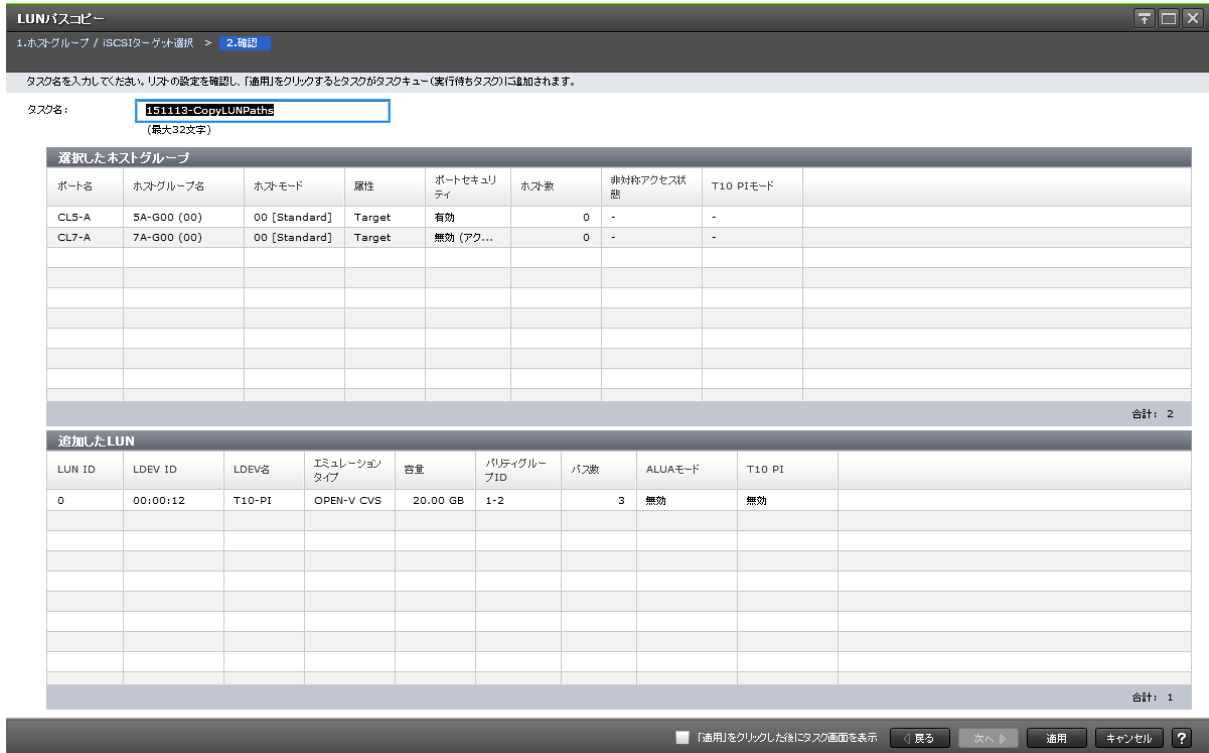 LUNパスコピー
1.ホストグループ / iSCSIターゲット選択 > 2.確認
タスク名を入力してください。リストの設定を確認し、「適用」をクリックするとタスクがタスクキュー(実行待ちタスク)に追加されます。
タスク名: 151113-CopyLUNPaths
(最大32文字)
選択したホストグループ
ポート名 ホストグループ名 ホストモード 属性 ポートセキュリティ ホスト数 非対称アクセス状態 T10 PIモード
CL5-A 5A-G00 (00) 00 [Standard] Target 有効 0 - -
CL7-A 7A-G00 (00) 00 [Standard] Target 無効 (アク... 0 - -
合計: 2
追加したLUN
LUN ID LDEV ID LDEV名 エミュレーションタイプ 容量 パリティグループID パス数 ALUAモード T10 PI
0 00:00:12 T10-PI OPEN-V CVS 20.00 GB 1-2 3 無効 無効
合計: 1
「適用」をクリックした後にタスク画面を表示 戻る 次へ 適用 キャンセル ?